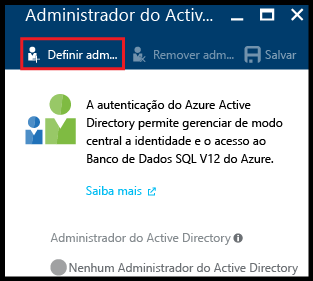 Administrador do Active...
Definir adm... Remover adm... Salvar
A autenticação do Azure Active
Directory permite gerenciar de modo
central a identidade e o acesso ao
Banco de Dados SQL V12 do Azure.
Saiba mais
Administrador do Active Directory
Nenhum Administrador do Active Directory